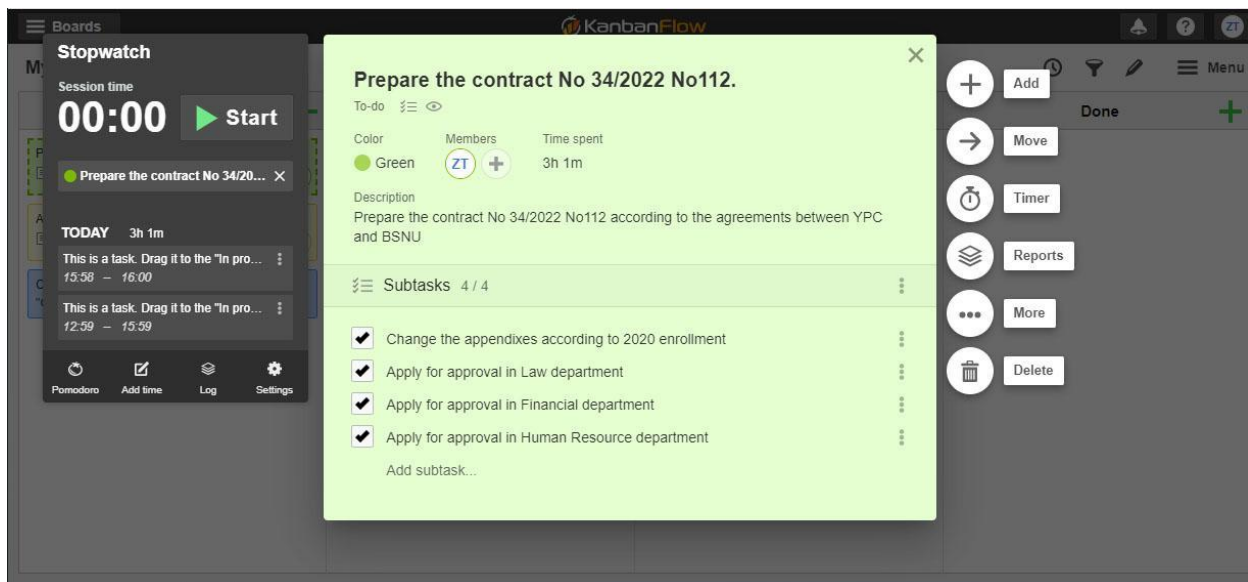 Boards
KanbanFlow
ZT
Menu
Done
Stopwatch
Session time
00:00
Start
Prepare the contract No 34/20...
TODAY 3h 1m
This is a task. Drag it to the "In pro...
15:58 – 16:00
This is a task. Drag it to the "In pro...
12:59 – 15:59
Pomodoro Add time Log Settings
Prepare the contract No 34/2022 No112.
To-do
Color Members Time spent
Green ZT 3h 1m
Description
Prepare the contract No 34/2022 No112 according to the agreements between YPC
and BSNU
Subtasks 4 / 4
Change the appendixes according to 2020 enrollment
Apply for approval in Law department
Apply for approval in Financial department
Apply for approval in Human Resource department
Add subtask...
Add
Move
Timer
Reports
More
Delete